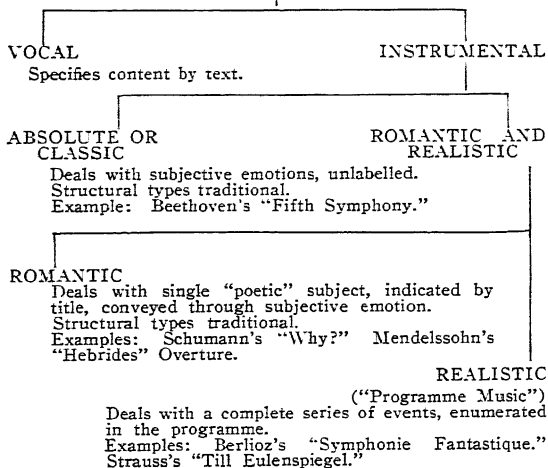 VOCAL INSTRUMENTAL
Specifies content by text.
ABSOLUTE OR ROMANTIC AND
CLASSIC REALISTIC
Deals with subjective emotions, unlabelled.
Structural types traditional.
Example: Beethoven's "Fifth Symphony."
ROMANTIC
Deals with single "poetic" subject, indicated by
title, conveyed through subjective emotion.
Structural types traditional.
Examples: Schumann's "Why?" Mendelssohn's
"Hebrides" Overture.
REALISTIC
("Programme Music")
Deals with a complete series of events, enumerated
in the programme.
Examples: Berlioz's "Symphonie Fantastique."
Strauss's "Till Eulenspiegel."